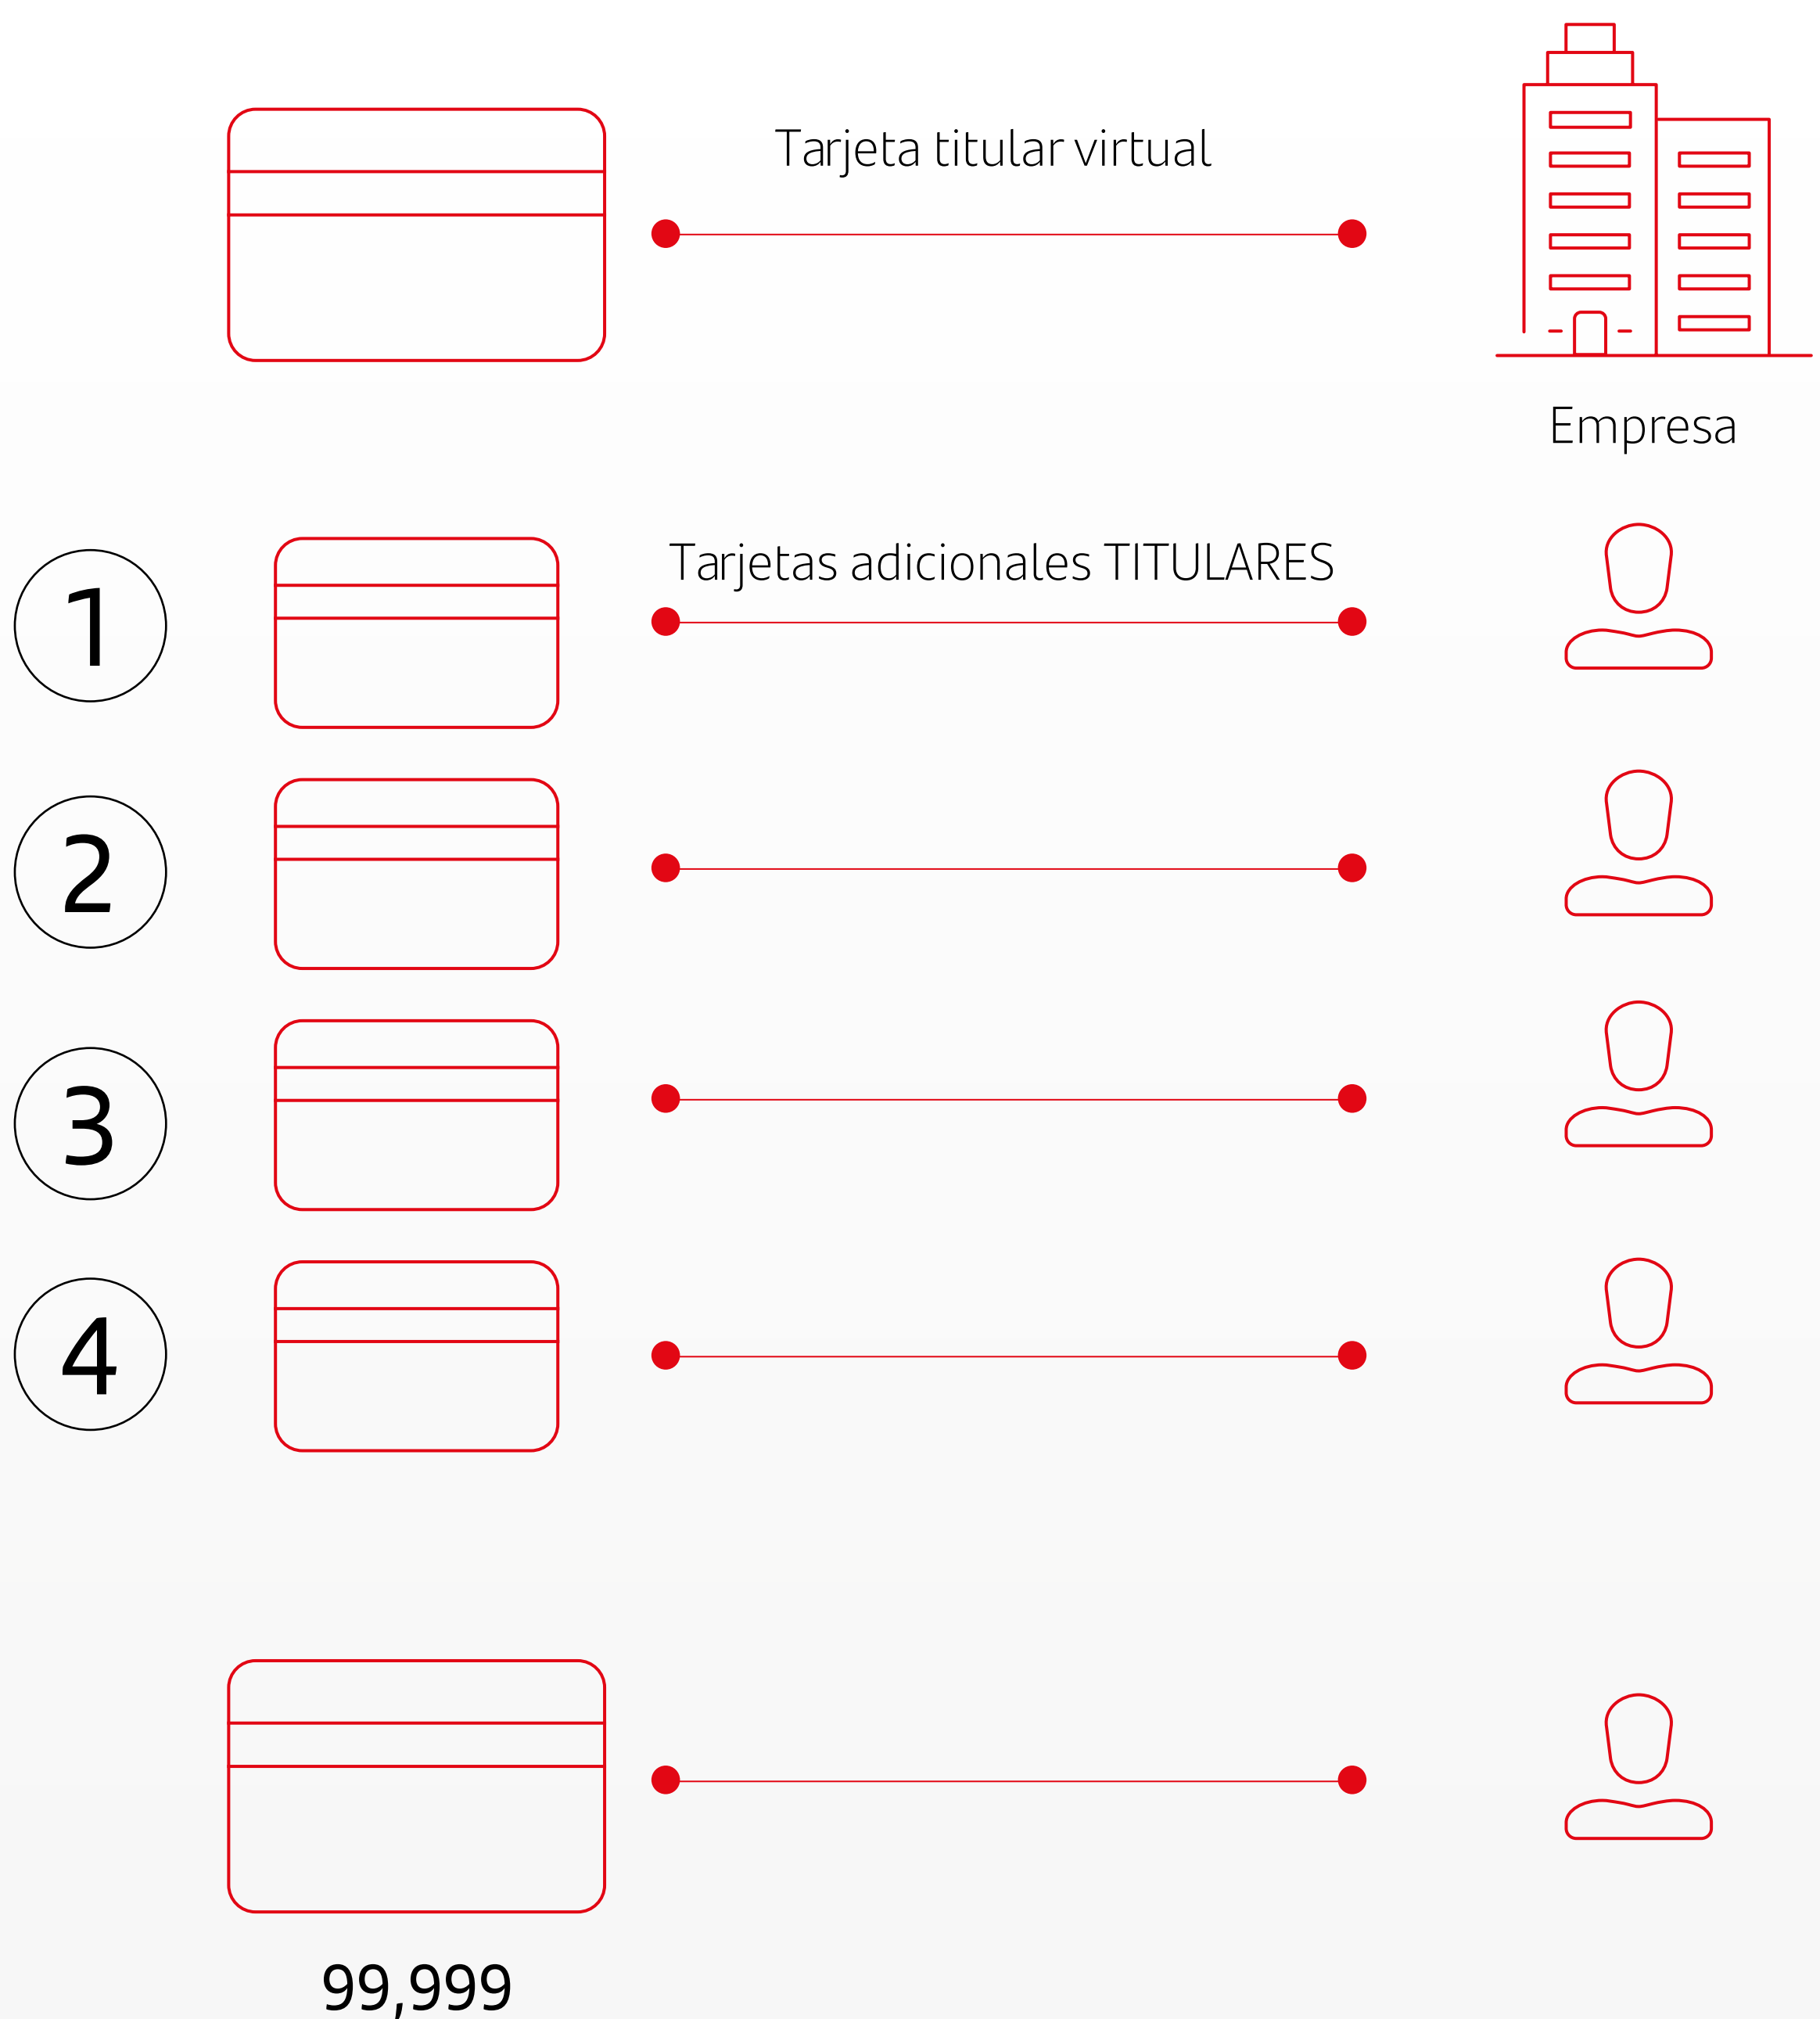 Tarjeta titular virtual
Empresa
Tarjetas adicionales TITULARES
1
2
3
4
99,999